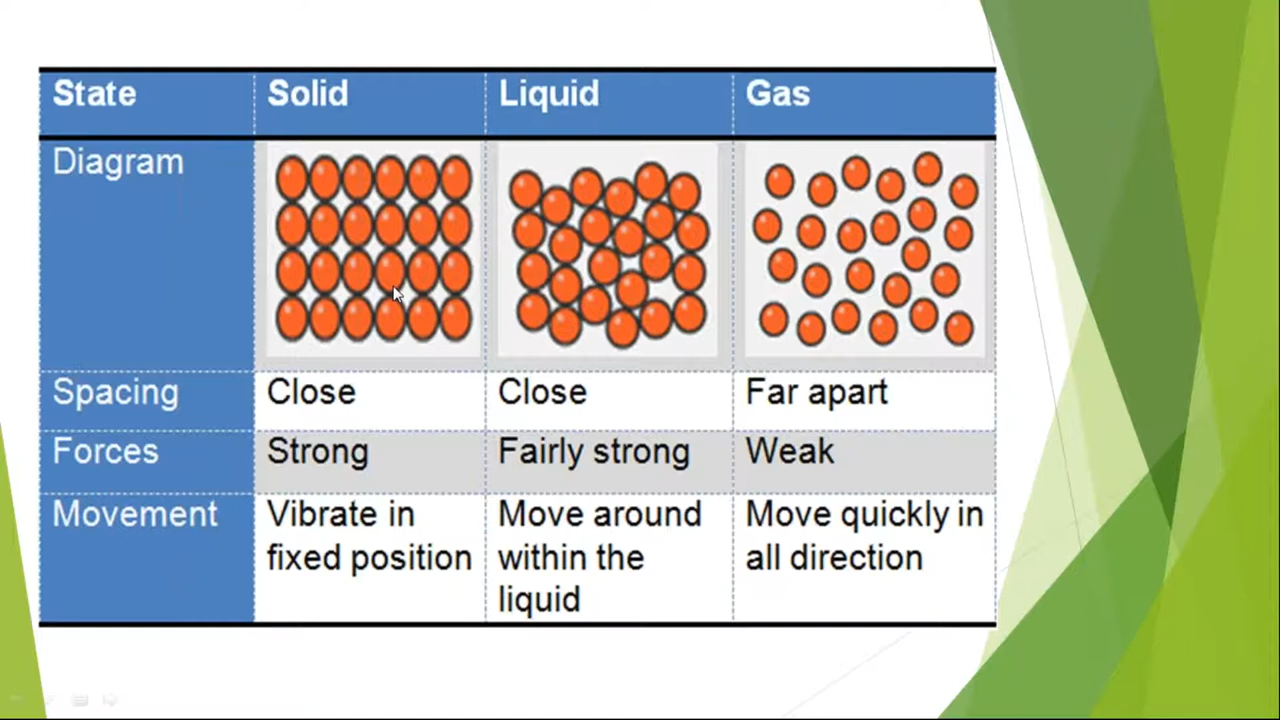 State Solid Liquid Gas
Diagram
Spacing Close Close Far apart
Forces Strong Fairly strong Weak
Movement Vibrate in Move around Move quickly in
fixed position within the all direction
liquid